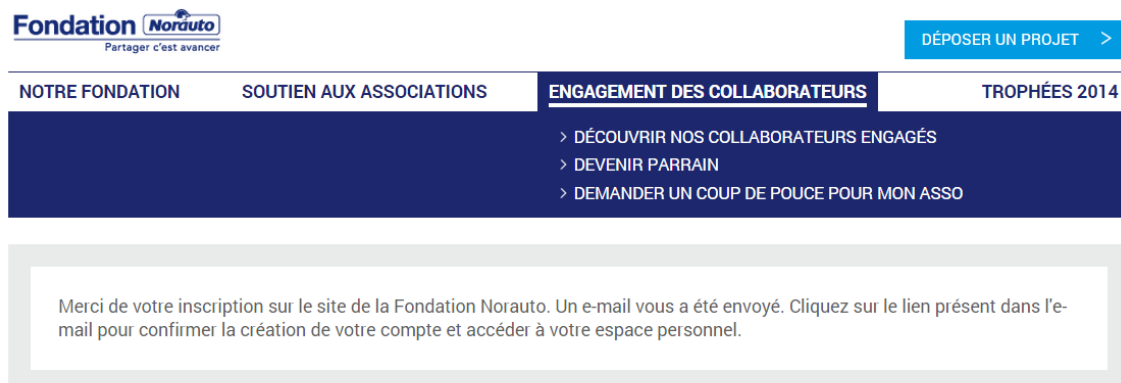 Fondation Norauto
Partager c'est avancer
DÉPOSER UN PROJET >
NOTRE FONDATION
SOUTIEN AUX ASSOCIATIONS
ENGAGEMENT DES COLLABORATEURS
TROPHÉES 2014
> DÉCOUVRIR NOS COLLABORATEURS ENGAGÉS
> DEVENIR PARRAIN
> DEMANDER UN COUP DE POUCE POUR MON ASSO
Merci de votre inscription sur le site de la Fondation Norauto. Un e-mail vous a été envoyé. Cliquez sur le lien présent dans l'e-
mail pour confirmer la création de votre compte et accéder à votre espace personnel.